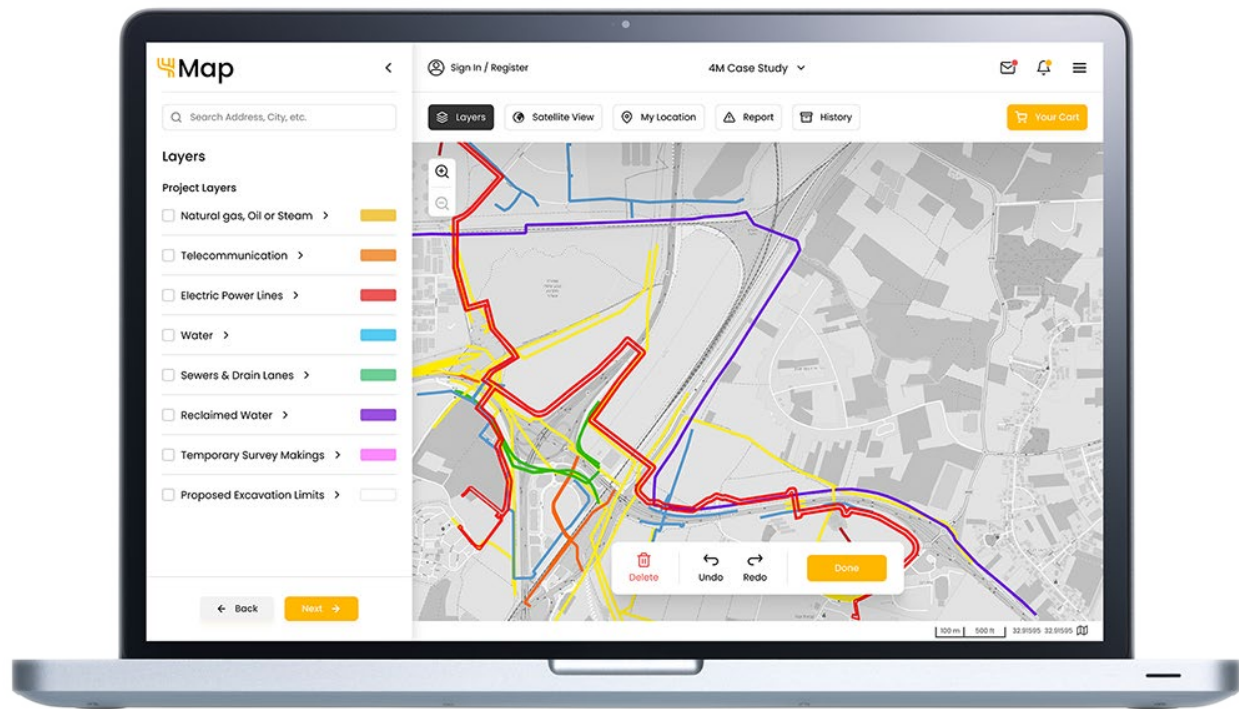 4Map
Search Address, City, etc.
Layers
Project Layers
Natural gas, Oil or Steam
Telecommunication
Electric Power Lines
Water
Sewers & Drain Lanes
Reclaimed Water
Temporary Survey Makings
Proposed Excavation Limits
Back
Next
Sign In / Register
4M Case Study
Layers
Satellite View
My Location
Report
History
Your Cart
Delete
Undo
Redo
Done
100 m
500 ft
32.91595 32.91595